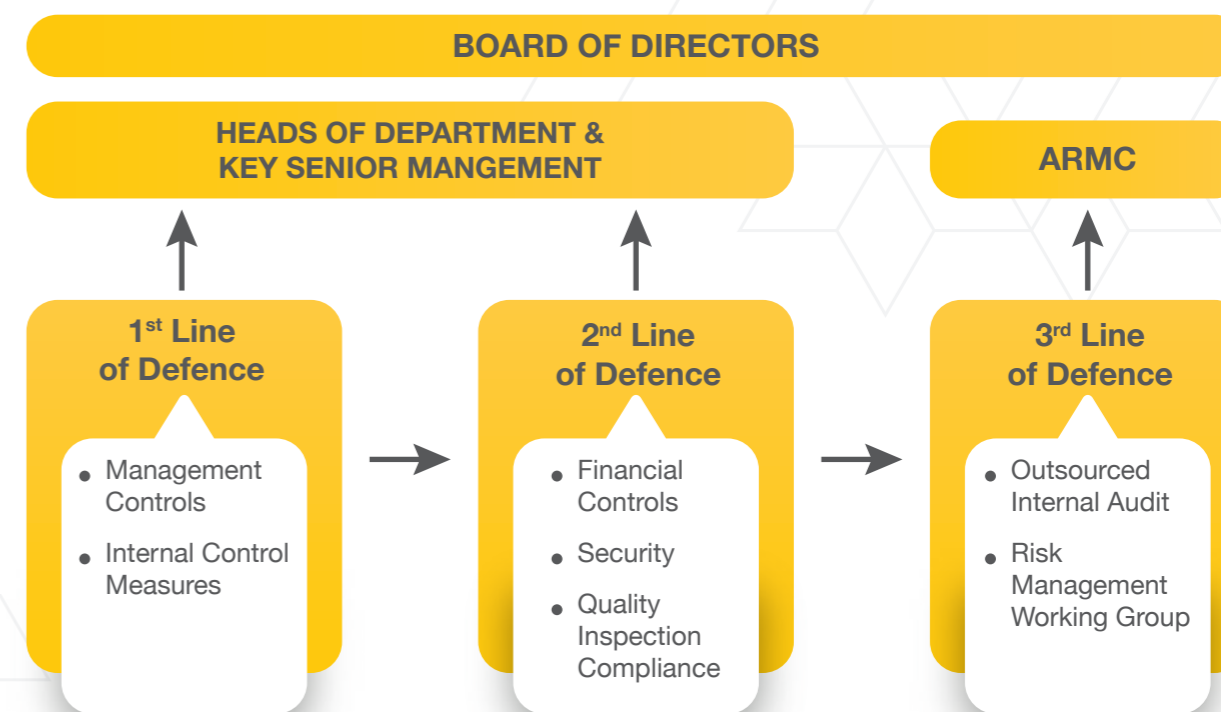 BOARD OF DIRECTORS
HEADS OF DEPARTMENT &
KEY SENIOR MANGEMENT
ARMC
1st Line
of Defence
Management
Controls
Internal Control
Measures
2nd Line
of Defence
Financial
Controls
Security
Quality
Inspection
Compliance
3rd Line
of Defence
Outsourced
Internal Audit
Risk
Management
Working Group